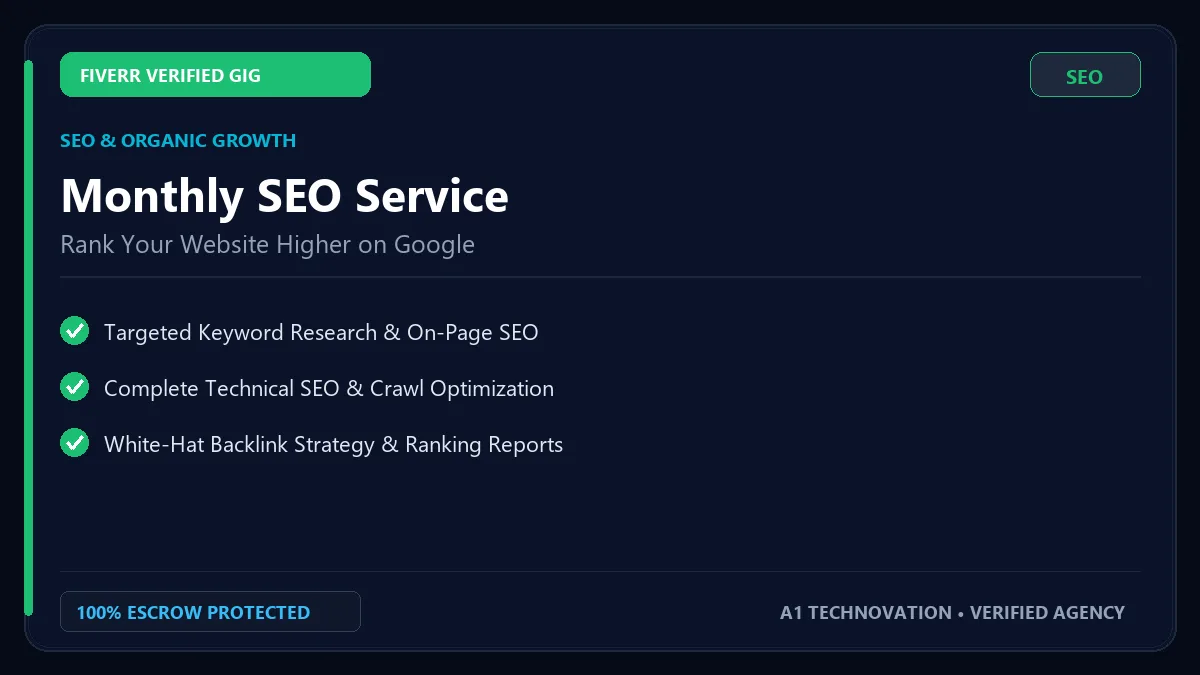 FIVERR VERIFIED GIG
SEO
SEO & ORGANIC GROWTH
Monthly SEO Service
Rank Your Website Higher on Google
Targeted Keyword Research & On-Page SEO
Complete Technical SEO & Crawl Optimization
White-Hat Backlink Strategy & Ranking Reports
100% ESCROW PROTECTED
A1 TECHNOVATION • VERIFIED AGENCY